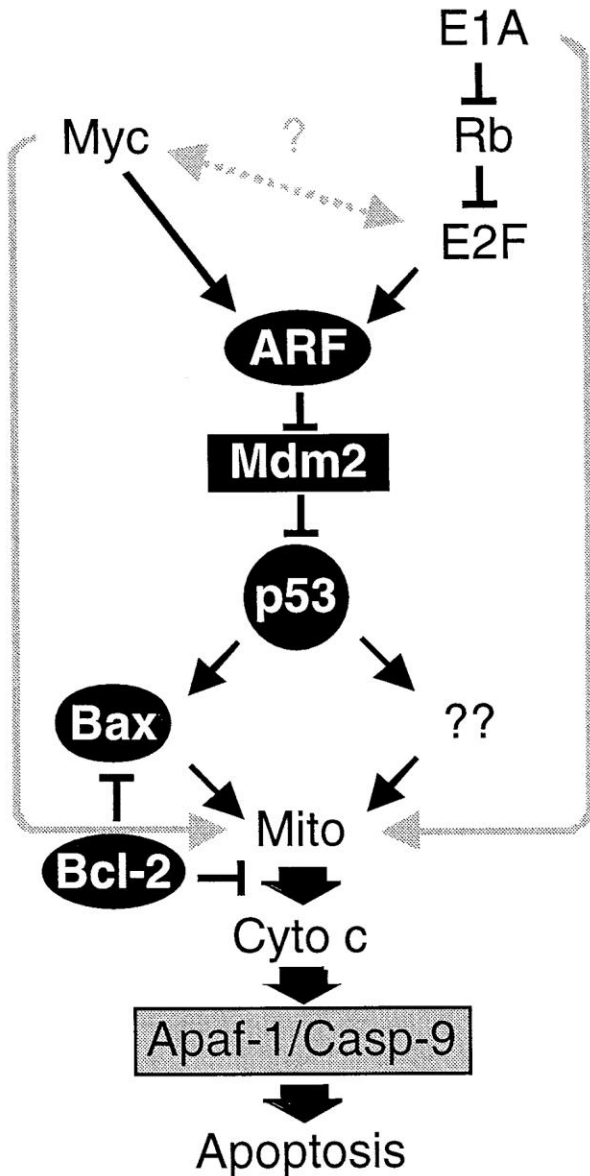 E1A
Myc
?
Rb
E2F
ARF
Mdm2
p53
Bax
??
Mito
Bcl-2
Cyto c
Apaf-1/Casp-9
Apoptosis